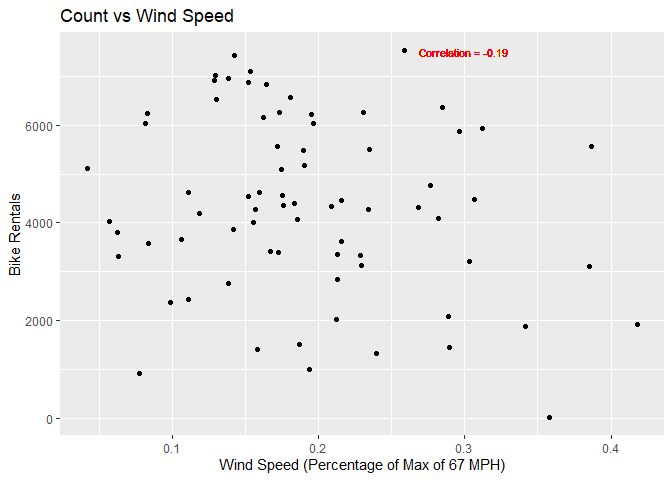 Count vs Wind Speed
Correlation = -0.19
Bike Rentals
6000
4000
2000
0
0.1 0.2 0.3 0.4
Wind Speed (Percentage of Max of 67 MPH)